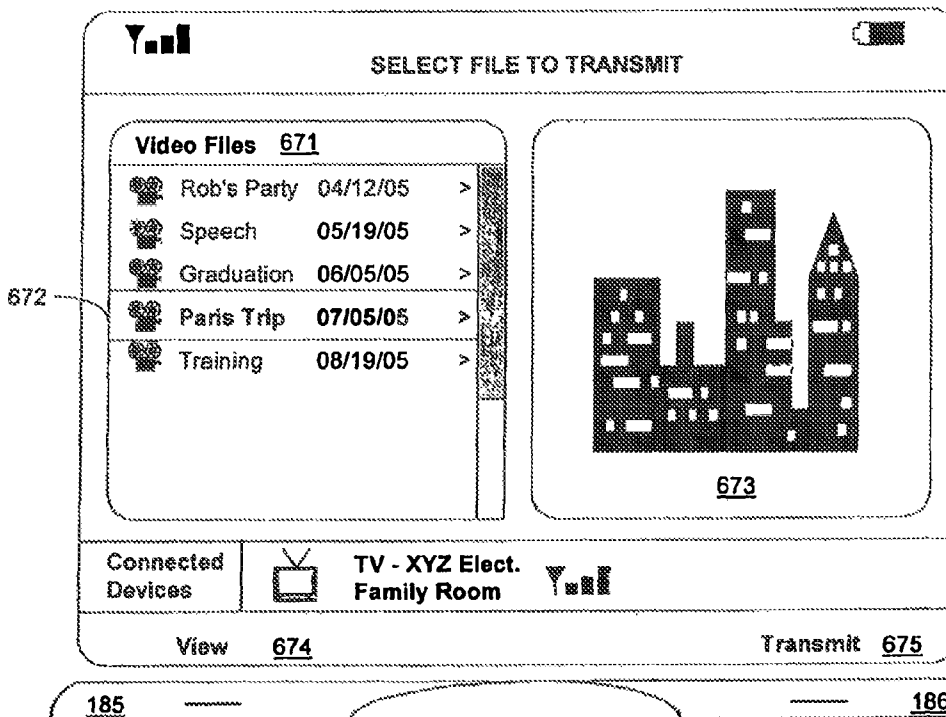 SELECT FILE TO TRANSMIT
Video Files 671
Rob's Party 04/12/05 >
Speech 05/19/05 >
Graduation 06/05/05 >
672
Paris Trip 07/05/05 >
Training 08/19/05 >
673
Connected Devices
TV - XYZ Elect.
Family Room
View 674
Transmit 675
185
186